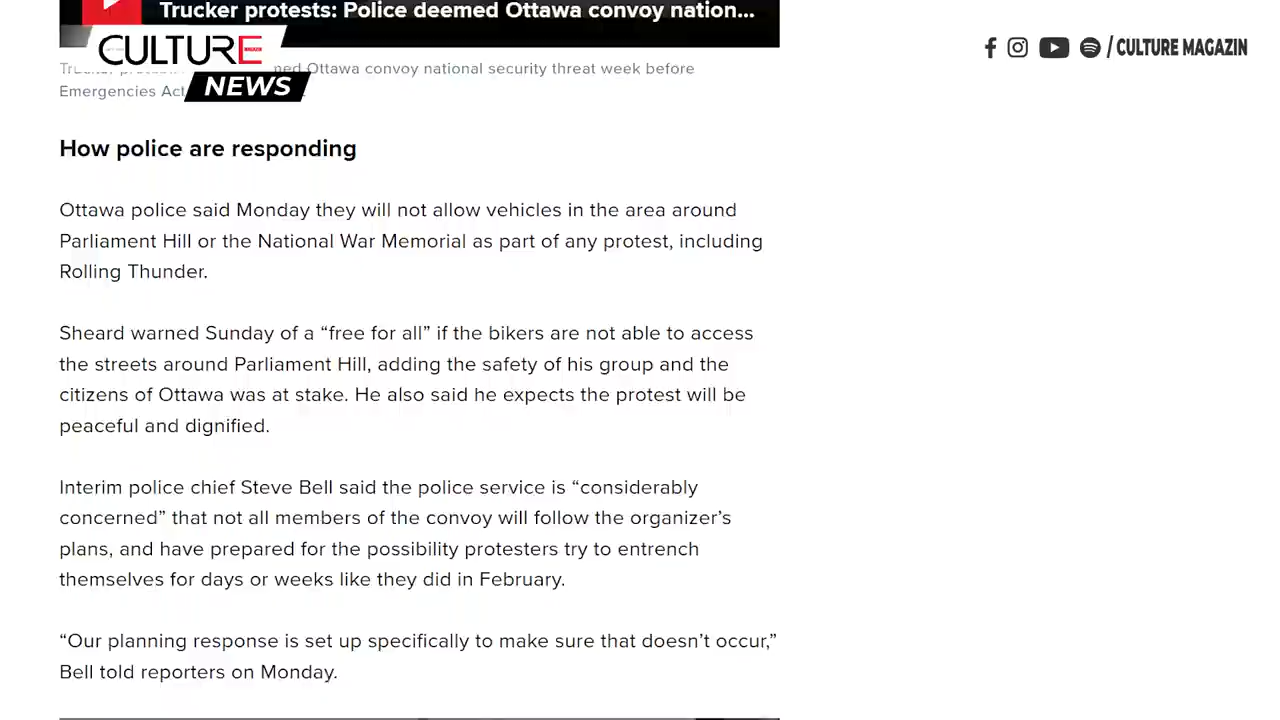 Trucker protests: Police deemed Ottawa convoy nation...
CULTURE
NEWS
/ CULTURE MAGAZIN
ned Ottawa convoy national security threat week before
Emergencies Act
How police are responding
Ottawa police said Monday they will not allow vehicles in the area around
Parliament Hill or the National War Memorial as part of any protest, including
Rolling Thunder.
Sheard warned Sunday of a “free for all” if the bikers are not able to access
the streets around Parliament Hill, adding the safety of his group and the
citizens of Ottawa was at stake. He also said he expects the protest will be
peaceful and dignified.
Interim police chief Steve Bell said the police service is “considerably
concerned” that not all members of the convoy will follow the organizer’s
plans, and have prepared for the possibility protesters try to entrench
themselves for days or weeks like they did in February.
“Our planning response is set up specifically to make sure that doesn’t occur,”
Bell told reporters on Monday.